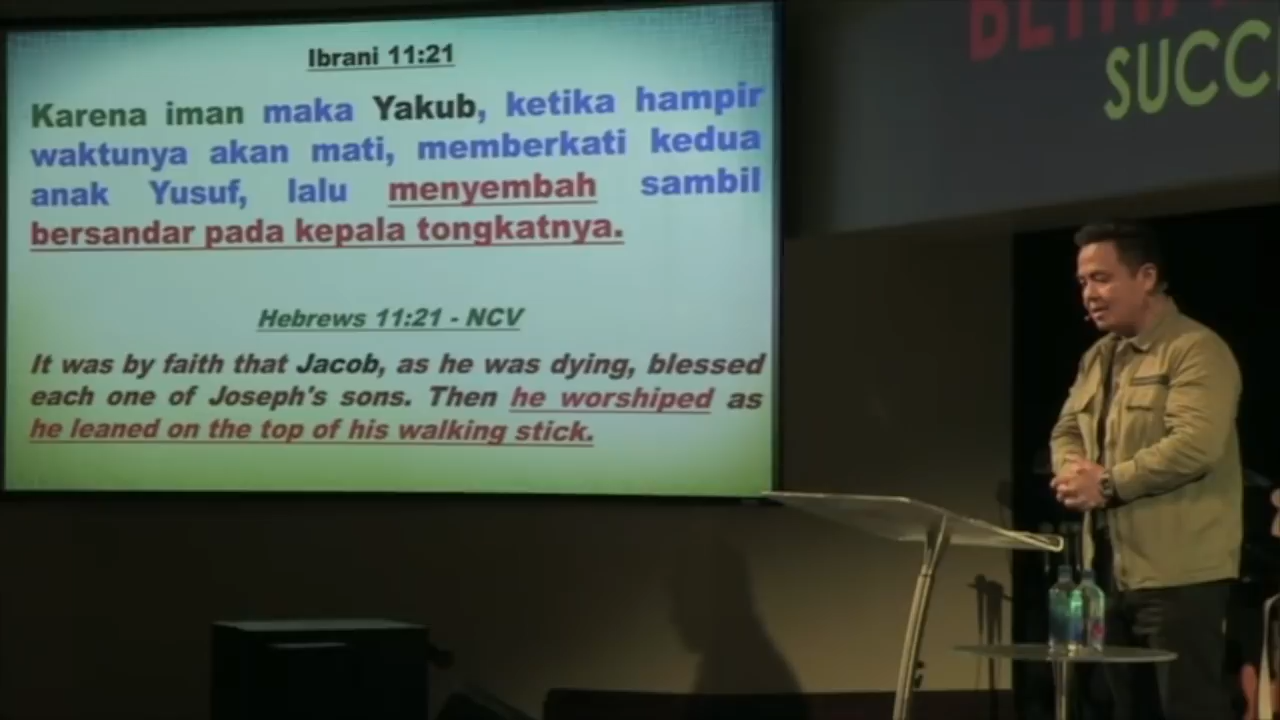 Ibrani 11:21
Karena iman maka Yakub, ketika hampir
waktunya akan mati, memberkati kedua
anak Yusuf, lalu menyembah sambil
bersandar pada kepala tongkatnya.
Hebrews 11:21 - NCV
It was by faith that Jacob, as he was dying, blessed
each one of Joseph's sons. Then he worshiped as
he leaned on the top of his walking stick.